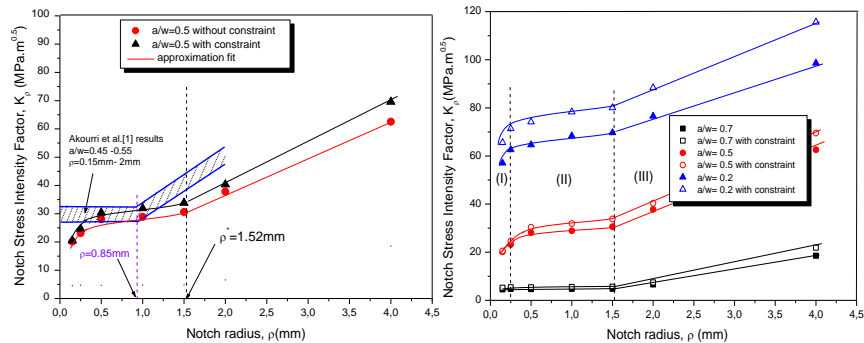 100
90
80
70
60
50
40
30
20
10
0
0,0 0,5 1,0 1,5 2,0 2,5 3,0 3,5 4,0 4,5
Notch Stress Intensity Factor, Kρ (MPa.m^0.5)
Notch radius, ρ(mm)
a/w=0.5 without constraint
a/w=0.5 with constraint
approximation fit
Akourri et al.[1] results
a/w=0.45 -0.55
ρ=0.15mm- 2mm
ρ=0.85mm
ρ=1.52mm
120
100
80
60
40
20
0
0,0 0,5 1,0 1,5 2,0 2,5 3,0 3,5 4,0 4,5
Notch Stress Intensity Factor, Kρ (MPa.m^0.5)
Notch radius, ρ (mm)
(I)
(II)
(III)
a/w= 0.7
a/w= 0.7 with constraint
a/w= 0.5
a/w= 0.5 with constraint
a/w= 0.2
a/w= 0.2 with constraint